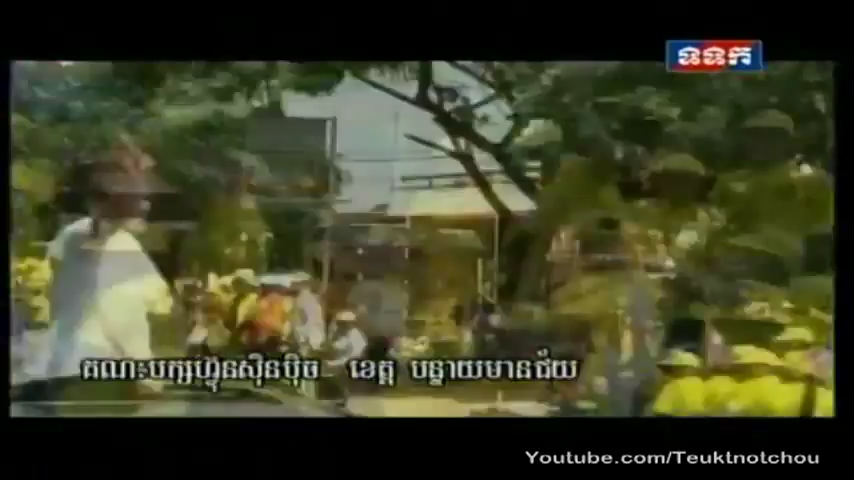 ទទក
គណ:បក្សហ៊្វុនស៊ិនប៉ិច ខេត្ត បន្ទាយមានជ័យ
Youtube.com/Teuktnotchou